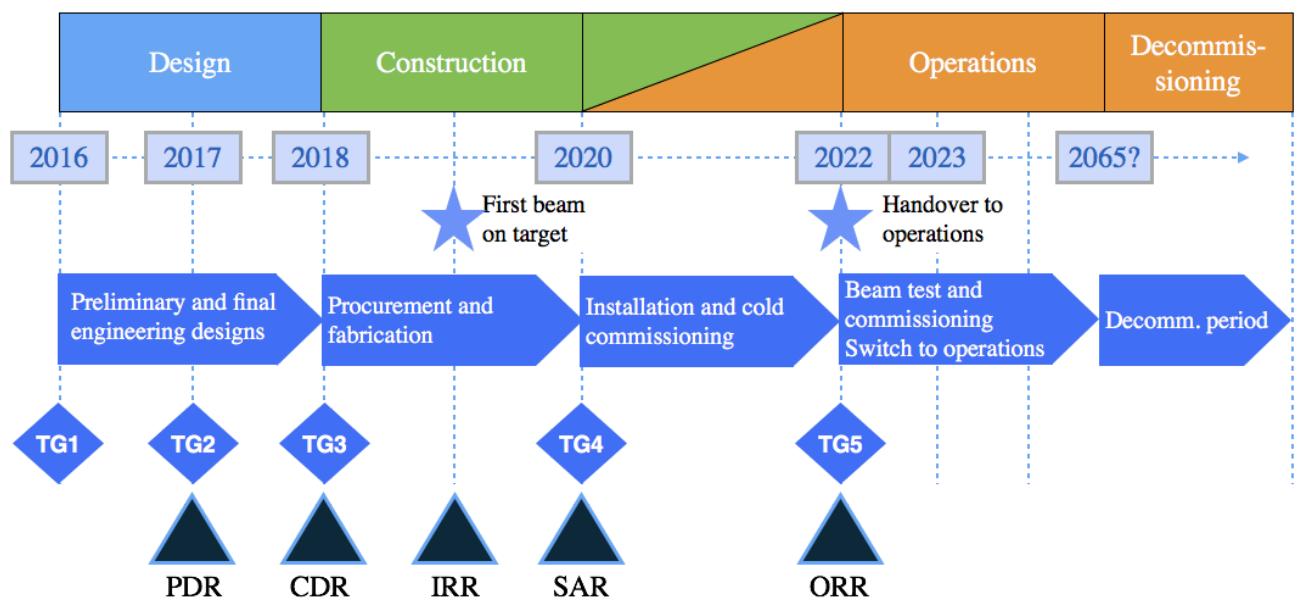 Design
Construction
Operations
Decommis-
sioning
2016
2017
2018
2020
2022
2023
2065?
First beam
on target
Handover to
operations
Preliminary and final
engineering designs
Procurement and
fabrication
Installation and cold
commissioning
Beam test and
commissioning
Switch to operations
Decomm. period
TG1
TG2
TG3
TG4
TG5
PDR
CDR
IRR
SAR
ORR